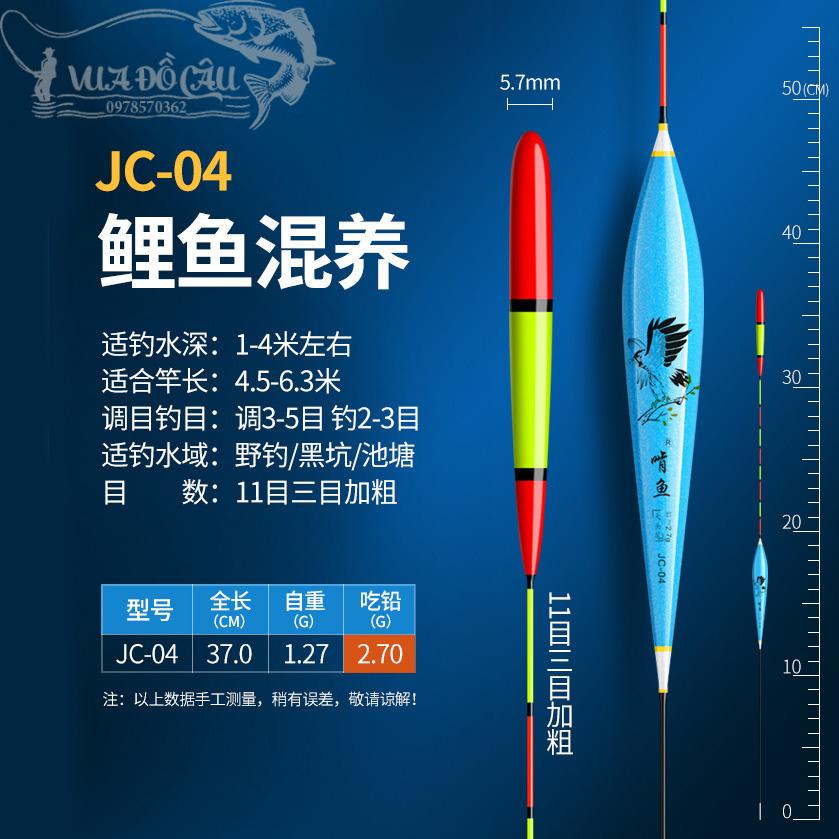 VUA ĐỒ CÂU
0978570362
JC-04
鲤鱼混养
适钓水深：1-4米左右
适合竿长：4.5-6.3米
调目钓目：调3-5目 钓2-3目
适钓水域：野钓/黑坑/池塘
目 数：11目三目加粗
型号 全长(CM) 自重(G) 吃铅(G)
JC-04 37.0 1.27 2.70
注：以上数据手工测量，稍有误差，敬请谅解！
5.7mm
11目三目加粗
R
啃鱼
JC-04
50(CM)
40
30
20
10
0